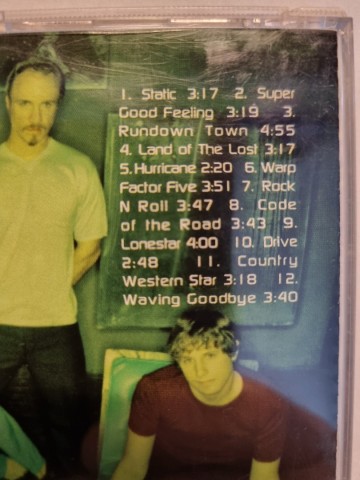 1. Static 3:17 2. Super
Good Feeling 3:19 3.
Rundown Town 4:55
4. Land of The Lost 3:17
5. Hurricane 2:20 6. Warp
Factor Five 3:51 7. Rock
N Roll 3:47 8. Code
of the Road 3:43 9.
Lonestar 4:00 10. Drive
2:48 11. Country
Western Star 3:18 12.
Waving Goodbye 3:40